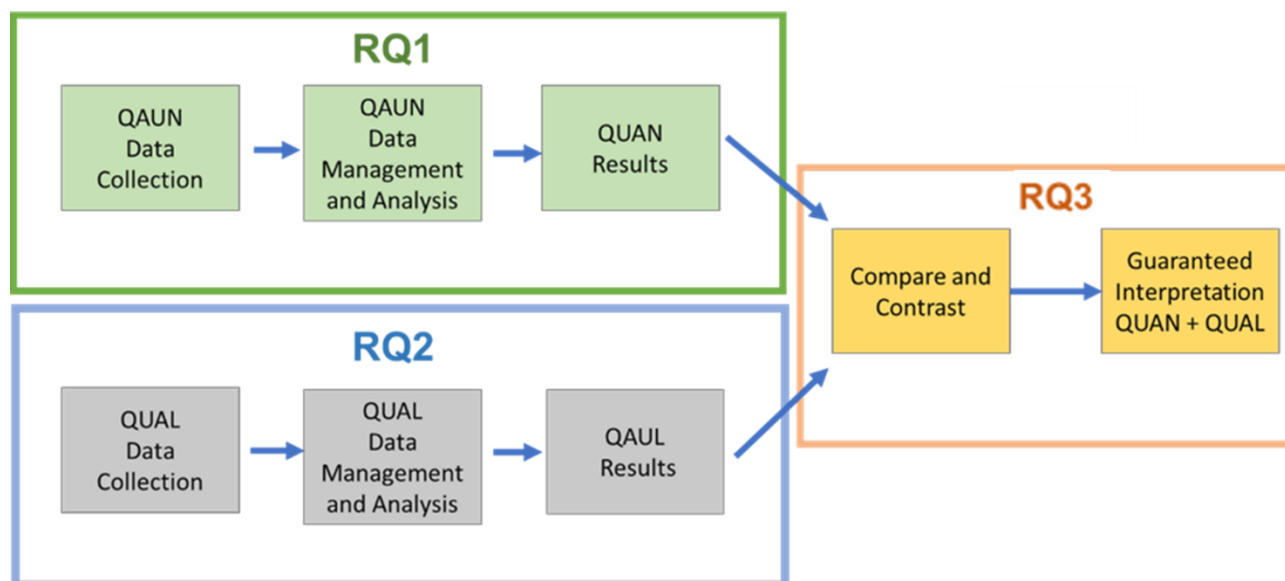 RQ1
QAUN
Data
Collection
QAUN
Data
Management
and Analysis
QUAN
Results
RQ2
QUAL
Data
Collection
QUAL
Data
Management
and Analysis
QAUL
Results
RQ3
Compare and
Contrast
Guaranteed
Interpretation
QUAN + QUAL